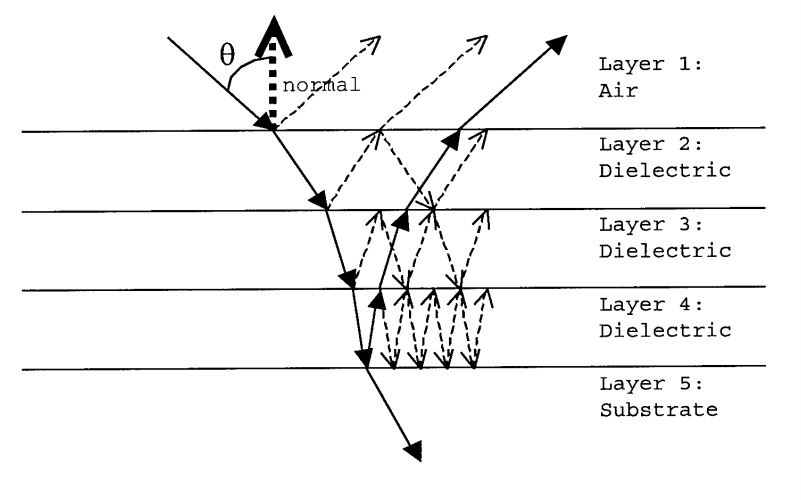 θ
normal
Layer 1:
Air
Layer 2:
Dielectric
Layer 3:
Dielectric
Layer 4:
Dielectric
Layer 5:
Substrate